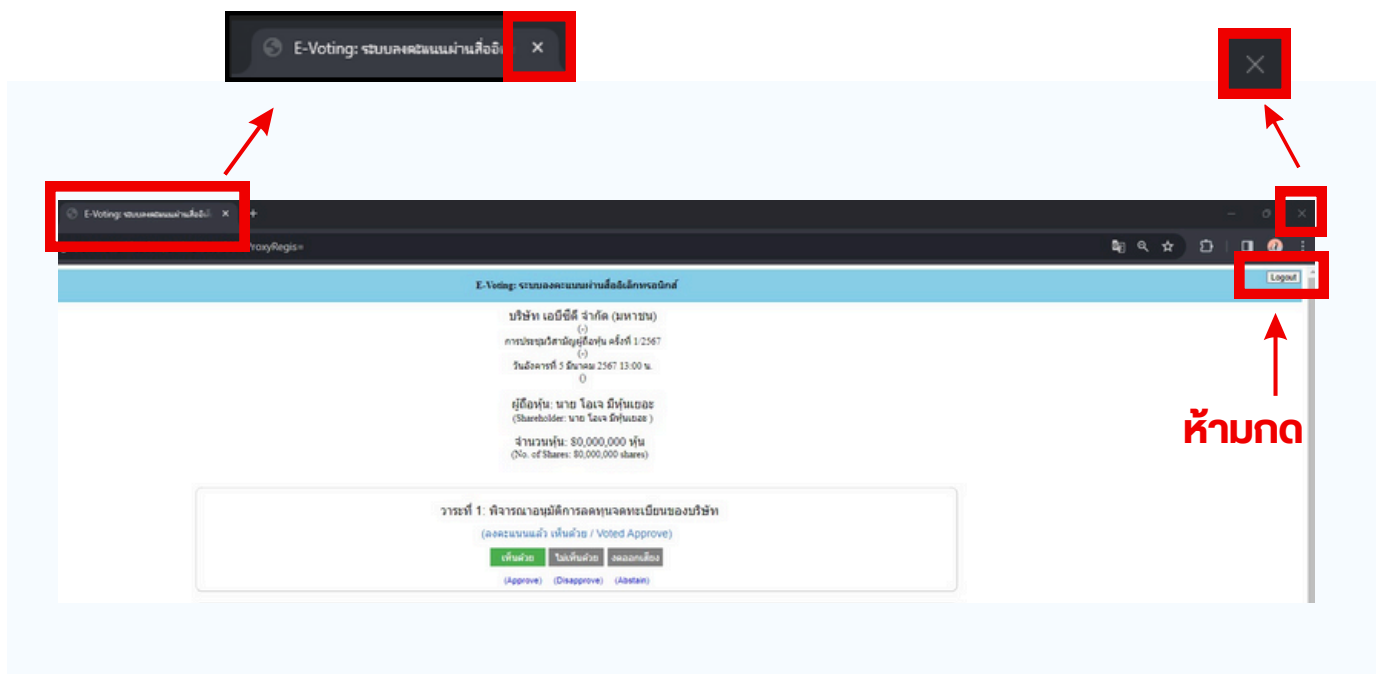 E-Voting: ระบบลงคะแนนผ่านสื่ออิเ
E-Voting: ระบบลงคะแนนผ่านสื่ออิเ
ProxyRegis=
Logout
E-Voting: ระบบลงคะแนนผ่านสื่ออิเล็กทรอนิกส์
บริษัท เอบีซีดี จำกัด (มหาชน)
(-)
การประชุมวิสามัญผู้ถือหุ้น ครั้งที่ 1/2567
(-)
วันอังคารที่ 5 มีนาคม 2567 13:00 น.
()
ผู้ถือหุ้น: นาย โอเจ มีหุ้นเยอะ
(Shareholder: นาย โอเจ มีหุ้นเยอะ )
จำนวนหุ้น: 80,000,000 หุ้น
(No. of Shares: 80,000,000 shares)
ห้ามกด
วาระที่ 1: พิจารณาอนุมัติการลดทุนจดทะเบียนของบริษัท
(ลงคะแนนแล้ว เห็นด้วย / Voted Approve)
เห็นด้วย ไม่เห็นด้วย งดออกเสียง
(Approve) (Disapprove) (Abstain)